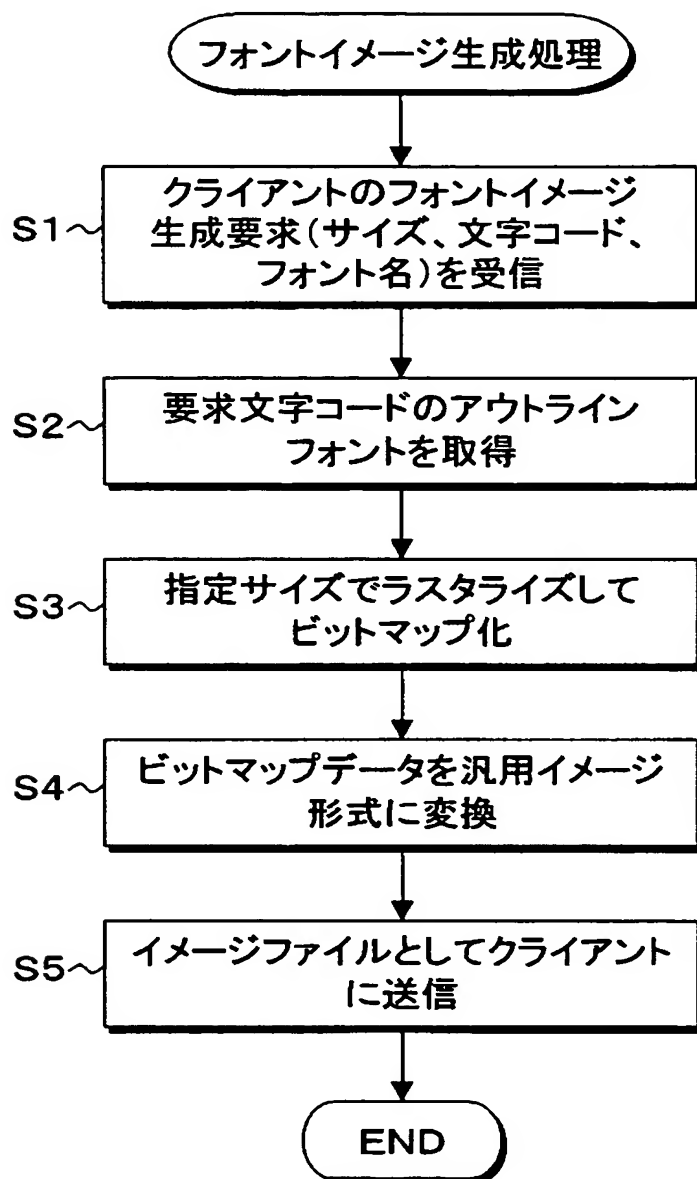 フォントイメージ生成処理
S1
クライアントのフォントイメージ
生成要求(サイズ、文字コード、
フォント名)を受信
S2
要求文字コードのアウトライン
フォントを取得
S3
指定サイズでラスタライズして
ビットマップ化
S4
ビットマップデータを汎用イメージ
形式に変換
S5
イメージファイルとしてクライアント
に送信
END